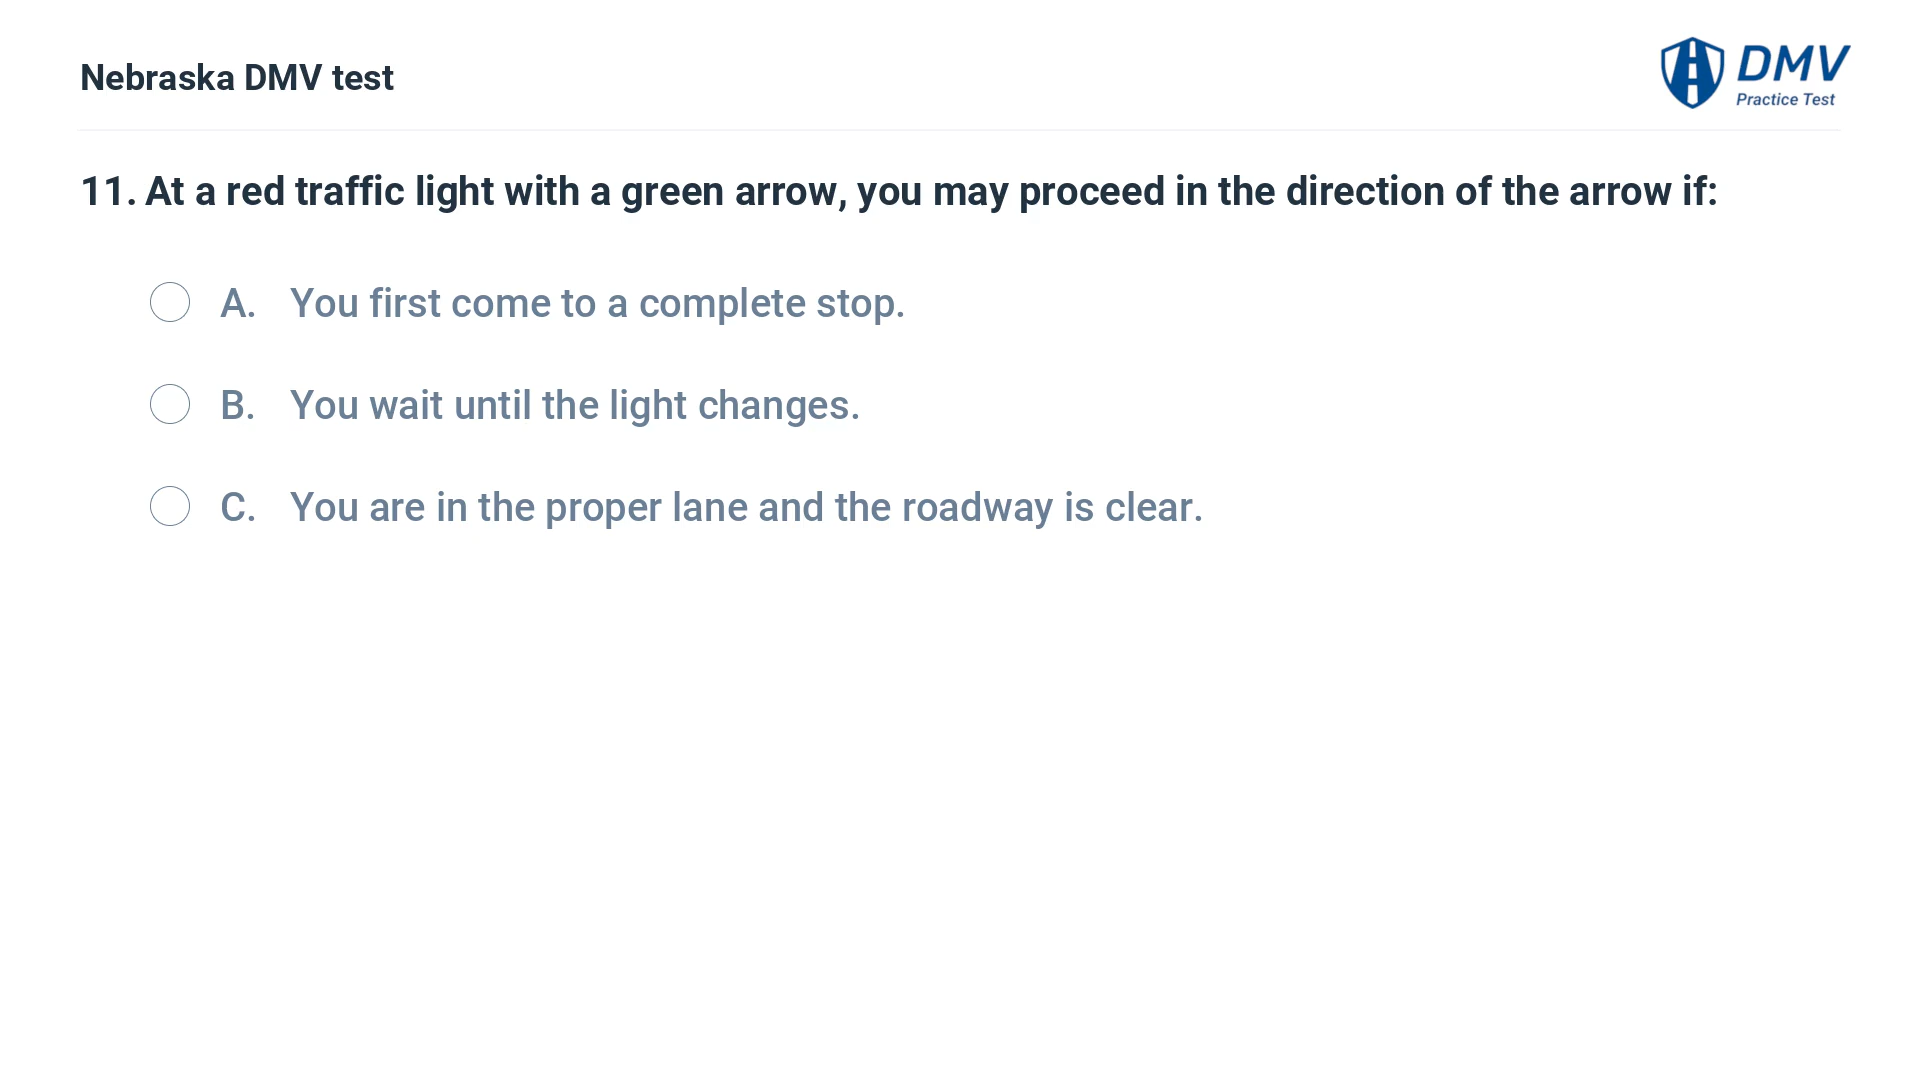 Nebraska DMV test
DMV
Practice Test
11. At a red traffic light with a green arrow, you may proceed in the direction of the arrow if:
A. You first come to a complete stop.
B. You wait until the light changes.
C. You are in the proper lane and the roadway is clear.